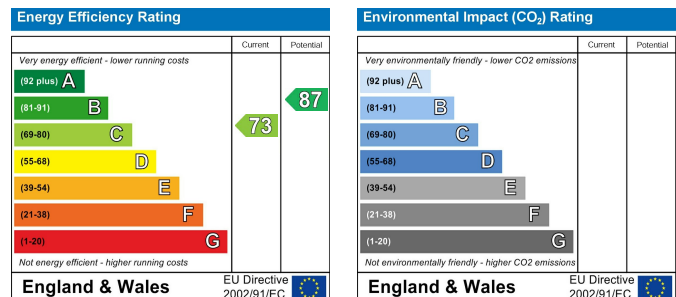 Energy Efficiency Rating
Current Potential
Very energy efficient - lower running costs
(92 plus) A
(81-91) B
(69-80) C
(55-68) D
(39-54) E
(21-38) F
(1-20) G
73
87
Not energy efficient - higher running costs
England & Wales
EU Directive
2002/91/EC
Environmental Impact (CO₂) Rating
Current Potential
Very environmentally friendly - lower CO2 emissions
(92 plus) A
(81-91) B
(69-80) C
(55-68) D
(39-54) E
(21-38) F
(1-20) G
Not environmentally friendly - higher CO2 emissions
England & Wales
EU Directive
2002/91/EC